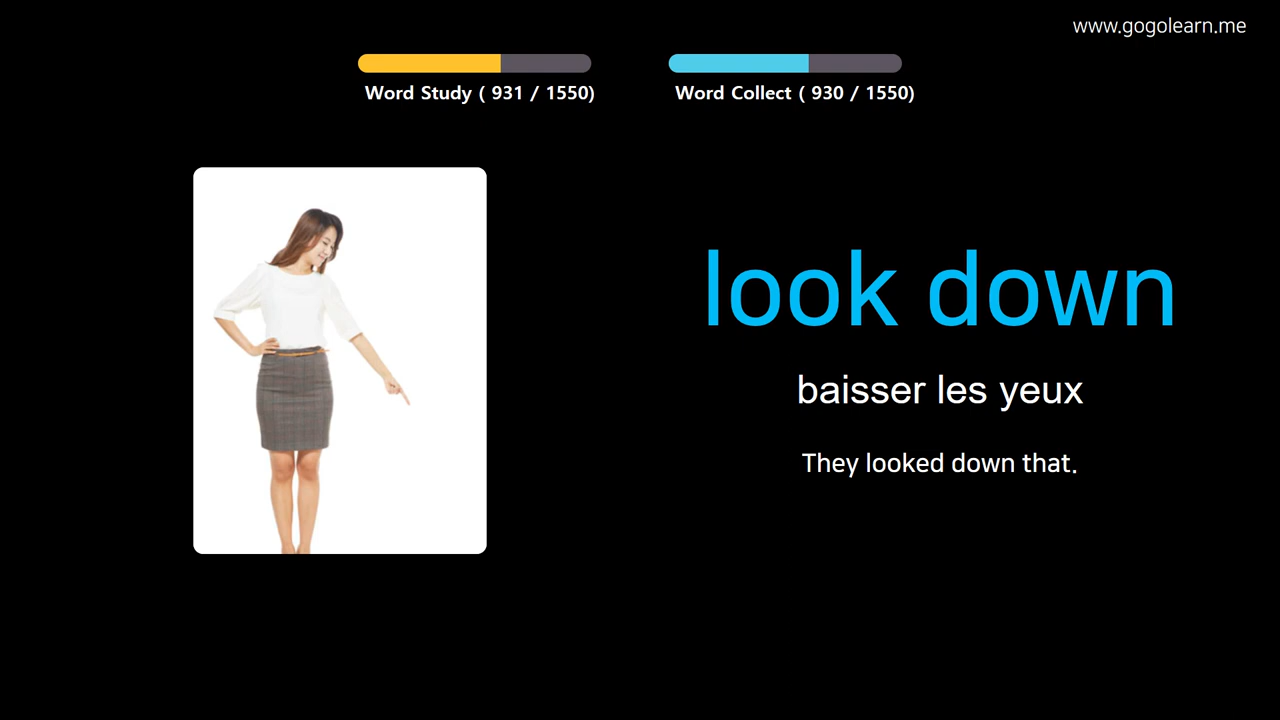 www.gogolearn.me
Word Study ( 931 / 1550)
Word Collect ( 930 / 1550)
look down
baisser les yeux
They looked down that.